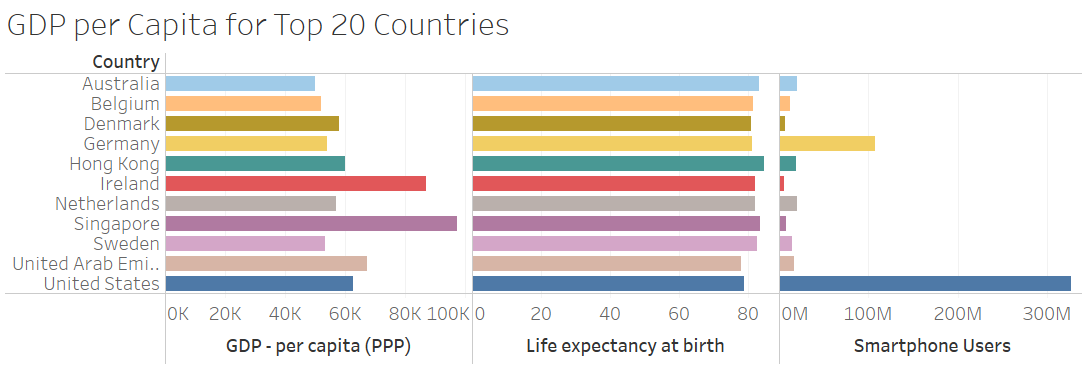 GDP per Capita for Top 20 Countries
Country
Australia
Belgium
Denmark
Germany
Hong Kong
Ireland
Netherlands
Singapore
Sweden
United Arab Emi..
United States
0K 20K 40K 60K 80K 100K 0 20 40 60 80 0M 100M 200M 300M
GDP - per capita (PPP) Life expectancy at birth Smartphone Users